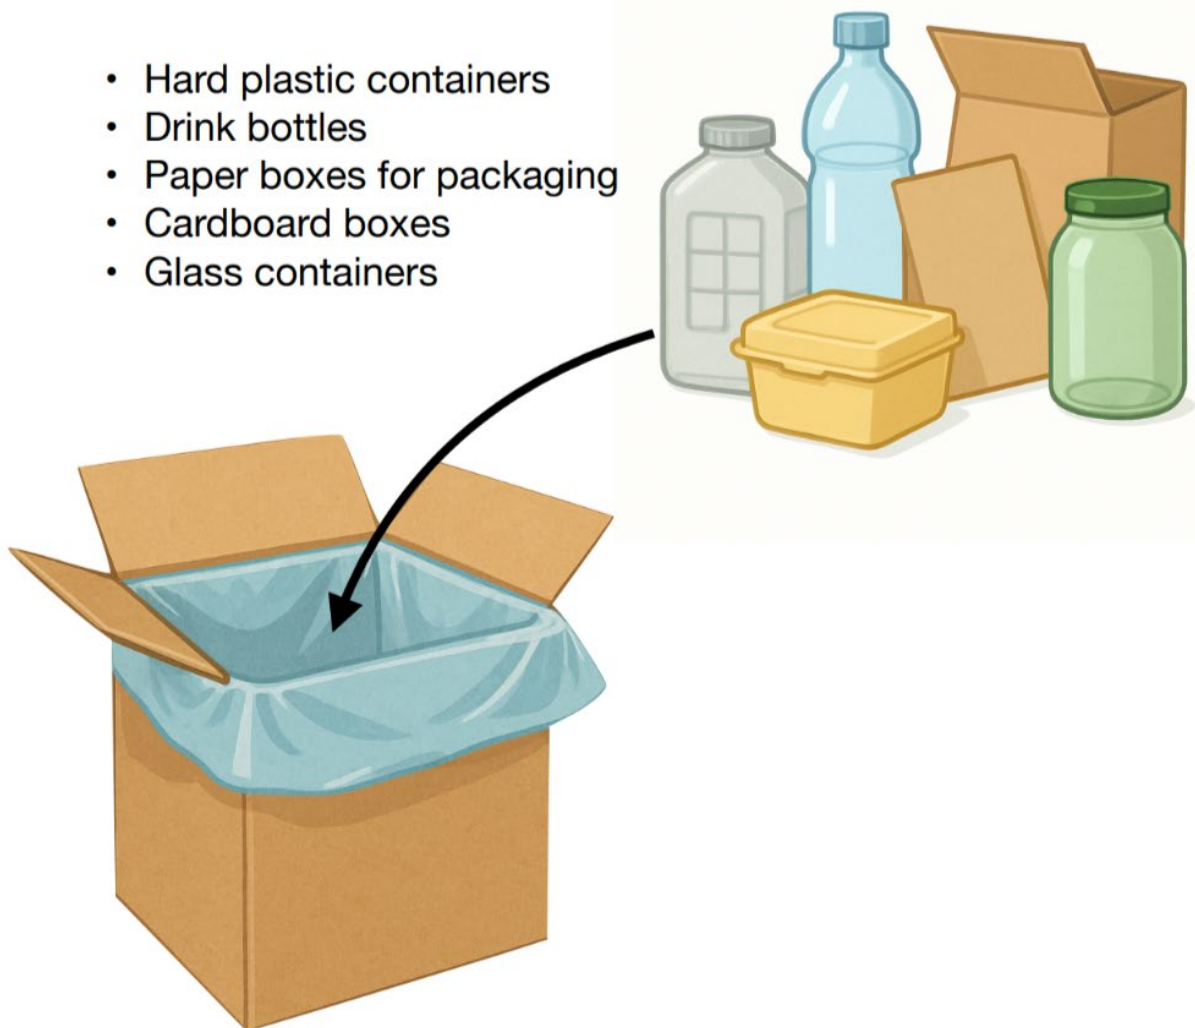 • Hard plastic containers
• Drink bottles
• Paper boxes for packaging
• Cardboard boxes
• Glass containers